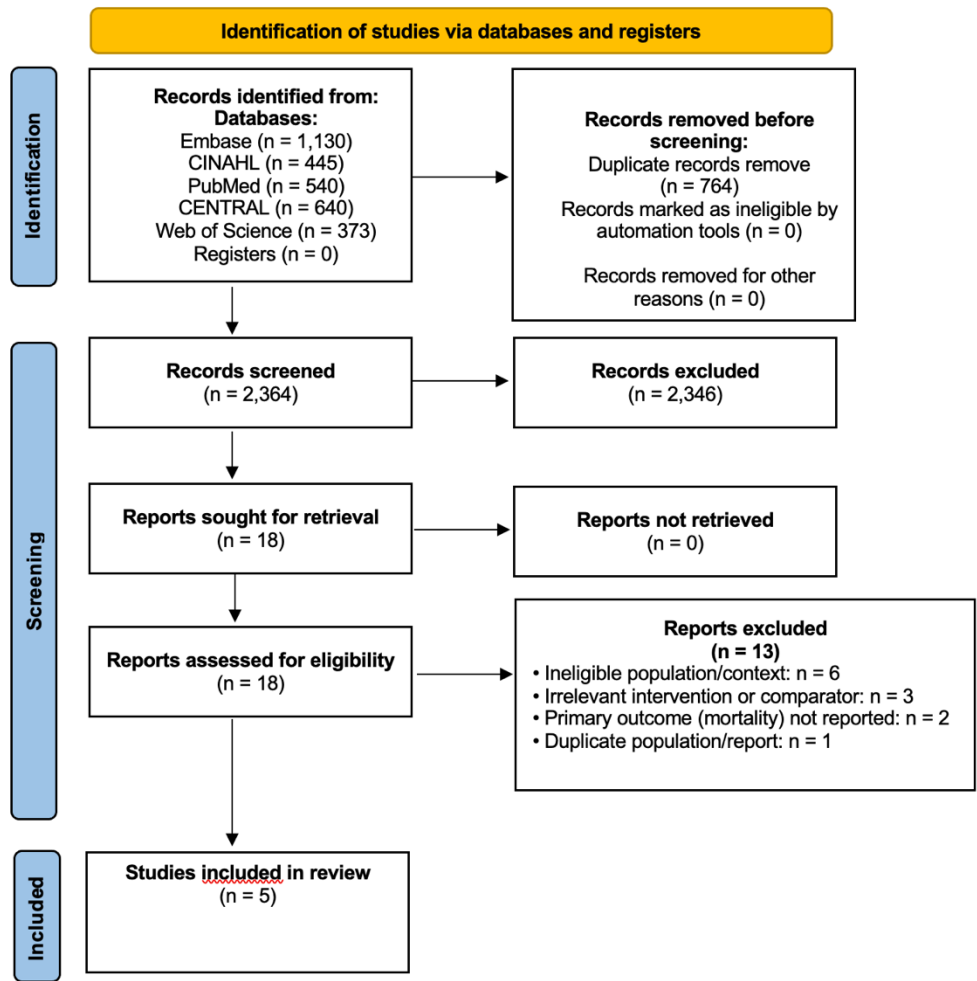 Identification of studies via databases and registers
Identification
Records identified from:
Databases:
Embase (n = 1,130)
CINAHL (n = 445)
PubMed (n = 540)
CENTRAL (n = 640)
Web of Science (n = 373)
Registers (n = 0)
Records removed before
screening:
Duplicate records remove
(n = 764)
Records marked as ineligible by
automation tools (n = 0)
Records removed for other
reasons (n = 0)
Screening
Records screened
(n = 2,364)
Records excluded
(n = 2,346)
Reports sought for retrieval
(n = 18)
Reports not retrieved
(n = 0)
Reports assessed for eligibility
(n = 18)
Reports excluded
(n = 13)
• Ineligible population/context: n = 6
• Irrelevant intervention or comparator: n = 3
• Primary outcome (mortality) not reported: n = 2
• Duplicate population/report: n = 1
Included
Studies included in review
(n = 5)